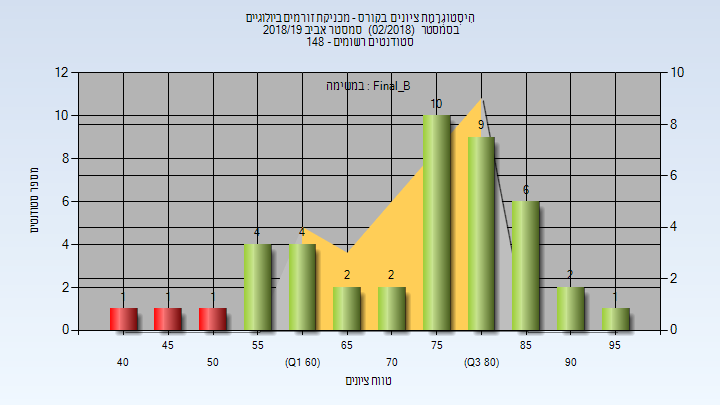 היסטוגרמת ציונים בקורס - מכניקת זורמים ביולוגיים
בסמסטר (02/2018) סמסטר אביב 2018/19
סטודנטים רשומים - 148
במטימה : Final_B
מספר סטודנטים
12 10 8 6 4 2 0
10 8 6 4 2 0
1 1 1 4 4 2 2 10 9 6 2 1
45 55 65 75 85 95
40 50 (Q1 60) 70 (Q3 80) 90
טווח ציונים